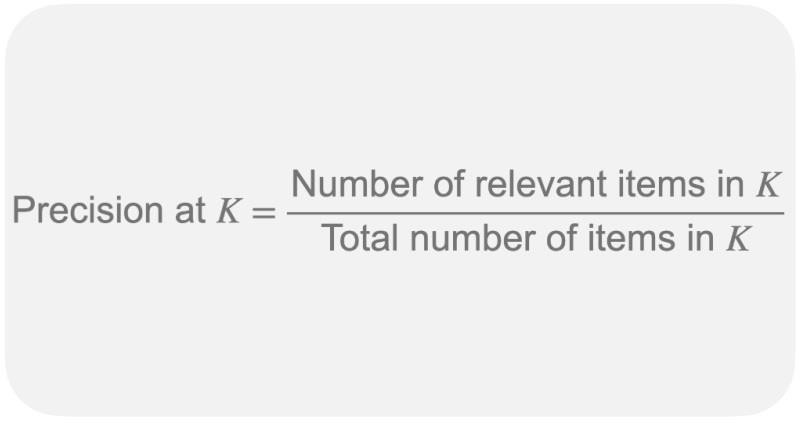 Precision at K = Number of relevant items in K
Total number of items in K